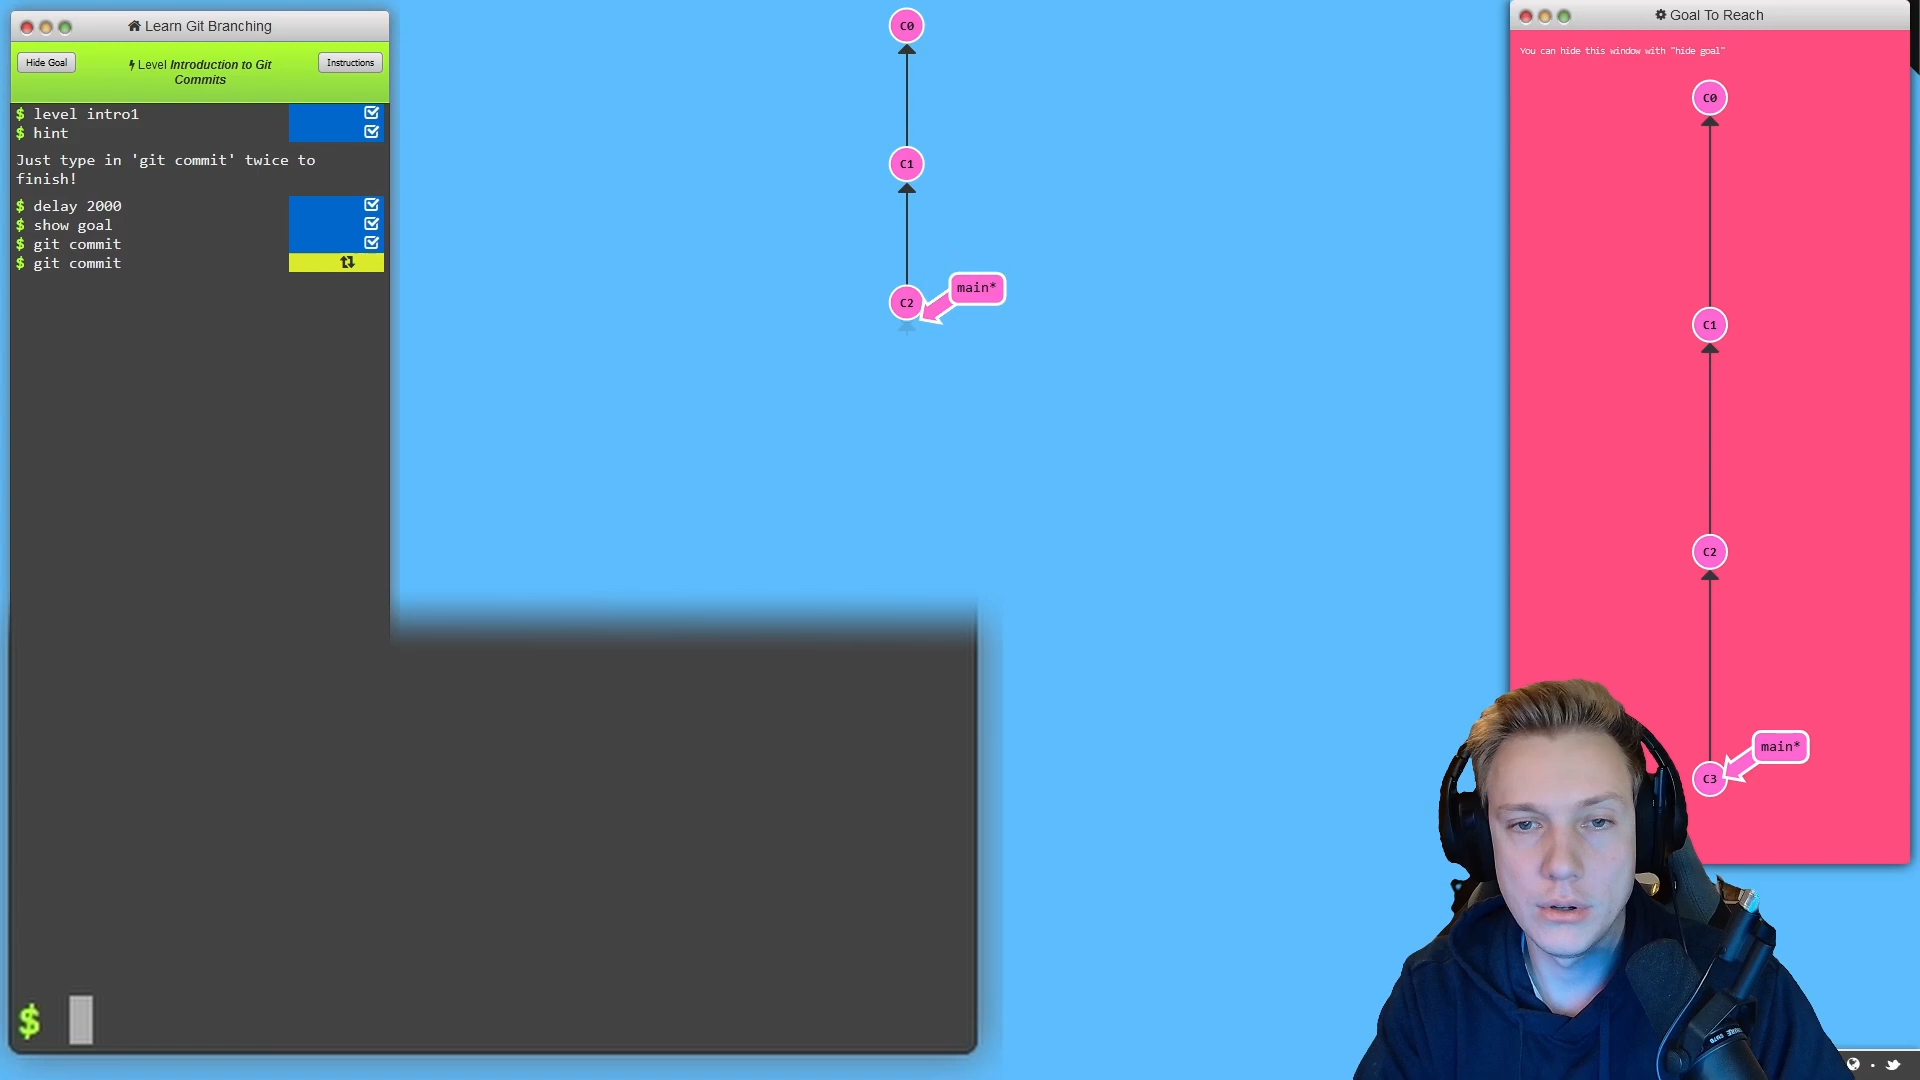 Learn Git Branching
Hide Goal
Level Introduction to Git
Commits
Instructions
$ level intro1
$ hint
Just type in 'git commit' twice to
finish!
$ delay 2000
$ show goal
$ git commit
$ git commit
$
C0
C1
C2
main*
Goal To Reach
You can hide this window with "hide goal"
C0
C1
C2
C3
main*